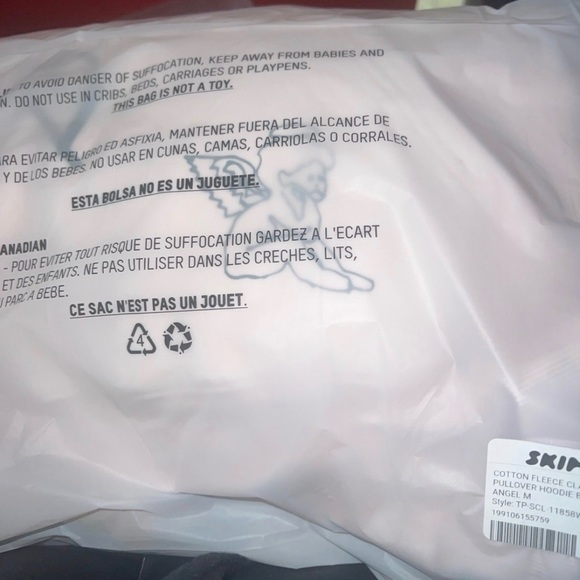 TO AVOID DANGER OF SUFFOCATION, KEEP AWAY FROM BABIES AND
N. DO NOT USE IN CRIBS, BEDS, CARRIAGES OR PLAYPENS.
THIS BAG IS NOT A TOY.
ARA EVITAR PELIGRO ED ASFIXIA, MANTENER FUERA DEL ALCANCE DE
Y DE LOS BEBES. NO USAR EN CUNAS, CAMAS, CARRIOLAS O CORRALES.
ESTA BOLSA NO ES UN JUGUETE.
ANADIAN
- POUR EVITER TOUT RISQUE DE SUFFOCATION GARDEZ A L'ECART
ET DES ENFANTS. NE PAS UTILISER DANS LES CRECHES, LITS,
PARC A BEBE.
CE SAC N'EST PAS UN JOUET.
4
SKIM
COTTON FLEECE CLA
PULLOVER HOODIE B
ANGEL M
Style: TP-SCL-11858W
199106155759